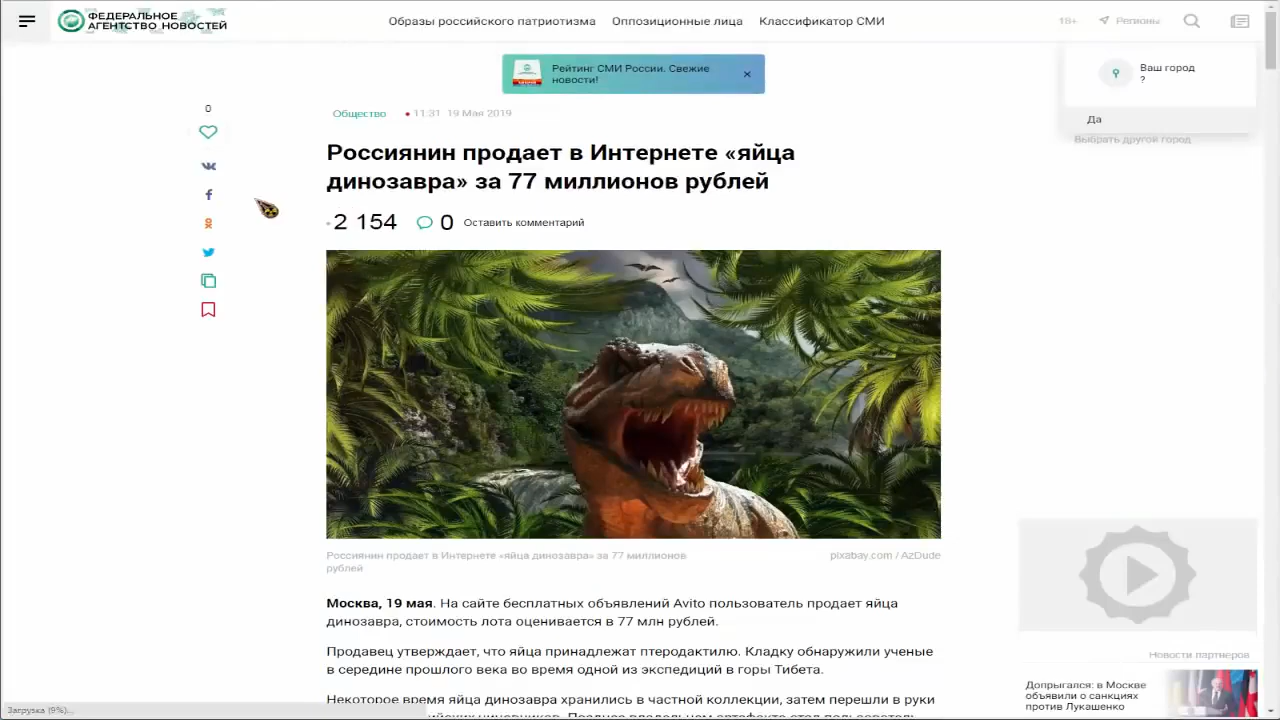 ФЕДЕРАЛЬНОЕ
АГЕНТСТВО НОВОСТЕЙ
Образы российского патриотизма Оппозиционные лица Классификатор СМИ
18+ Регионы
Рейтинг СМИ России. Свежие
новости!
Ваш город
?
Да
Выбрать другой город
0
Общество • 11:31 19 Мая 2019
Россиянин продает в Интернете «яйца
динозавра» за 77 миллионов рублей
2 154 0 Оставить комментарий
Россиянин продает в Интернете «яйца динозавра» за 77 миллионов
рублей
pixabay.com / AzDude
Москва, 19 мая. На сайте бесплатных объявлений Avito пользователь продает яйца
динозавра, стоимость лота оценивается в 77 млн рублей.
Продавец утверждает, что яйца принадлежат птеродактилю. Кладку обнаружили ученые
в середине прошлого века во время одной из экспедиций в горы Тибета.
Некоторое время яйца динозавра хранились в частной коллекции, затем перешли в руки
Новости партнеров
Допрыгался: в Москве
объявили о санкциях
против Лукашенко
Загрузка (9%)...